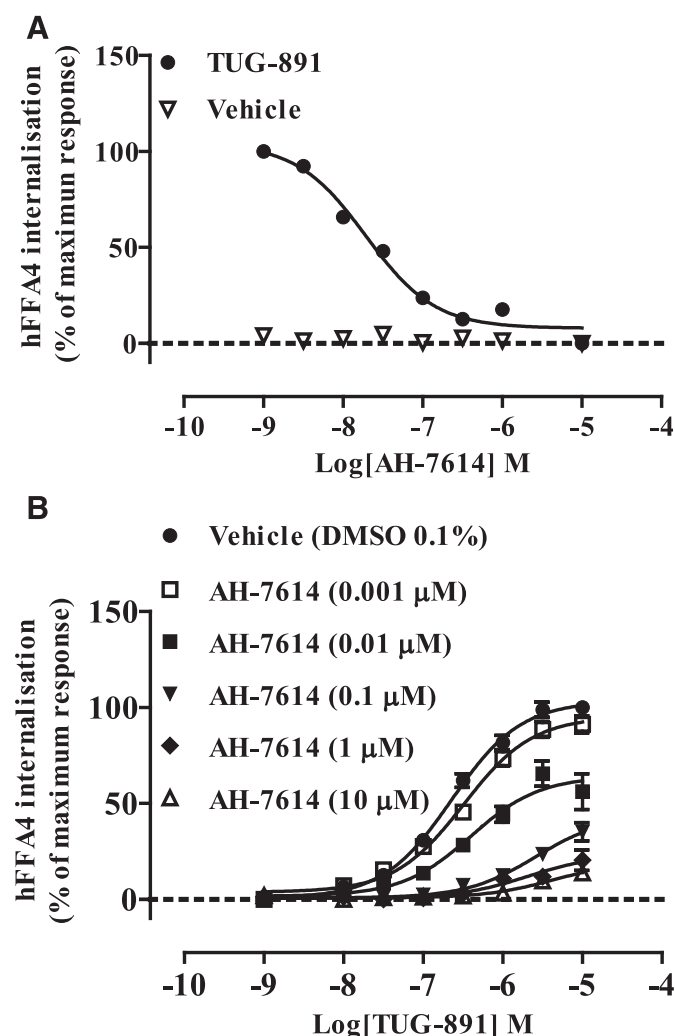 A
150
100
50
0
hFFA4 internalisation
(% of maximun response)
TUG-891
Vehicle
-10 -9 -8 -7 -6 -5 -4
Log[AH-7614] M
B
Vehicle (DMSO 0.1%)
AH-7614 (0.001 μM)
AH-7614 (0.01 μM)
AH-7614 (0.1 μM)
AH-7614 (1 μM)
AH-7614 (10 μM)
150
100
50
0
hFFA4 internalisation
(% of maximum response)
-10 -9 -8 -7 -6 -5 -4
Log[TUG-891] M